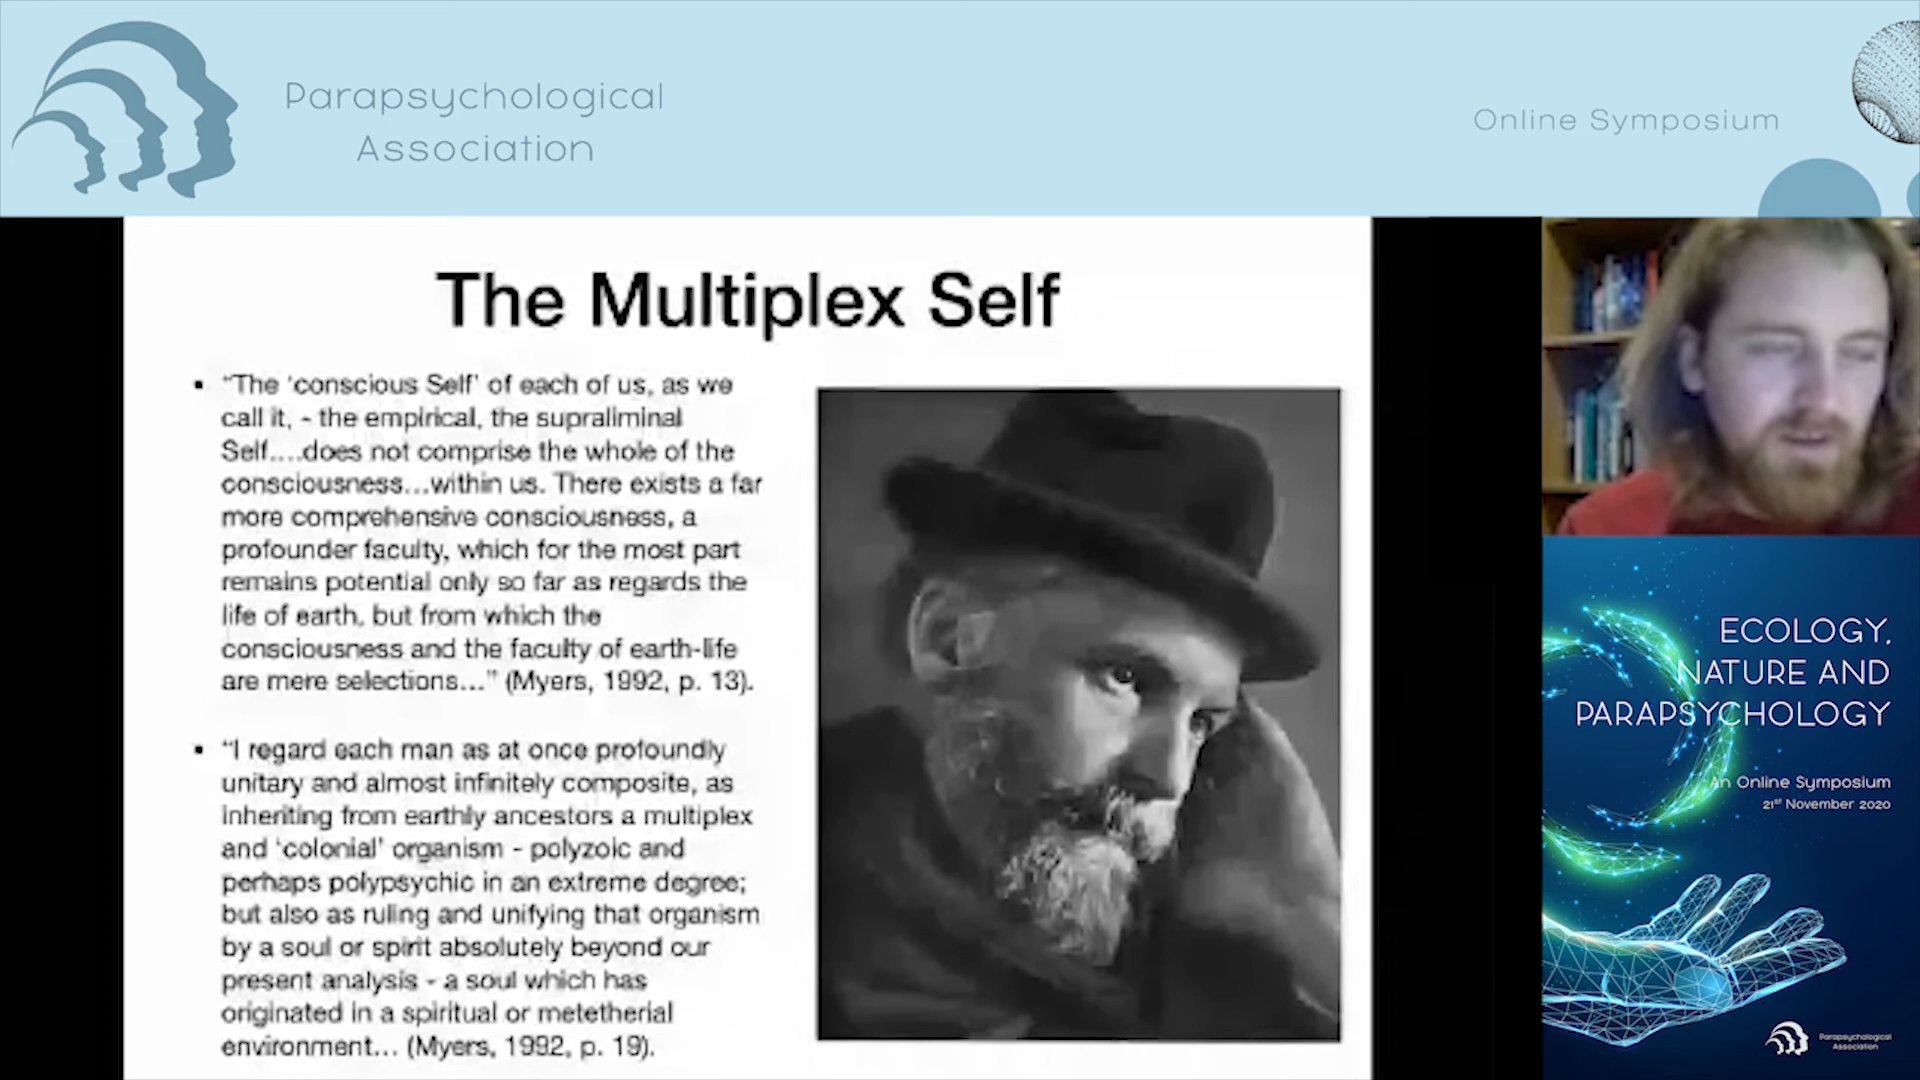 Parapsychological
Association
Online Symposium
The Multiplex Self
▪ “The ‘conscious Self’ of each of us, as we
call it, - the empirical, the supraliminal
Self....does not comprise the whole of the
consciousness...within us. There exists a far
more comprehensive consciousness, a
profounder faculty, which for the most part
remains potential only so far as regards the
life of earth, but from which the
consciousness and the faculty of earth-life
are mere selections...” (Myers, 1992, p. 13).
▪ “I regard each man as at once profoundly
unitary and almost infinitely composite, as
inheriting from earthly ancestors a multiplex
and ‘colonial’ organism - polyzoic and
perhaps polypsychic in an extreme degree;
but also as ruling and unifying that organism
by a soul or spirit absolutely beyond our
present analysis - a soul which has
originated in a spiritual or metetherial
environment... (Myers, 1992, p. 19).
ECOLOGY,
NATURE AND
PARAPSYCHOLOGY
An Online Symposium
21st November 2020
Parapsychological
Association